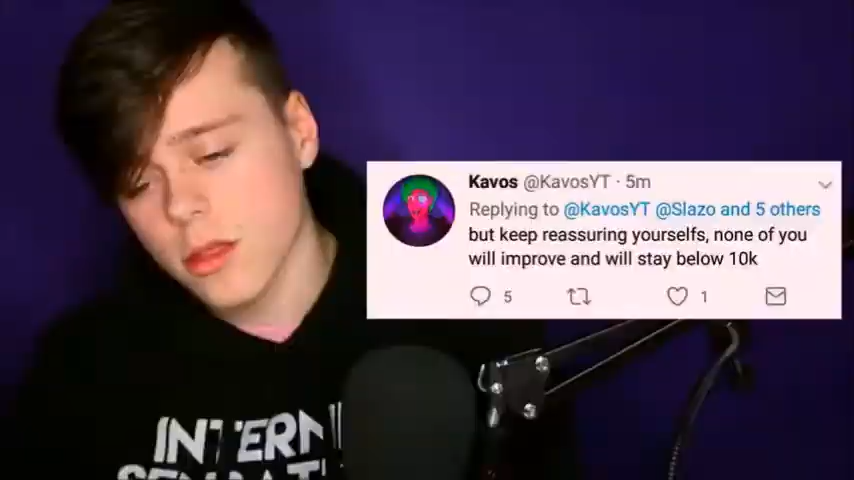 Kavos @KavosYT · 5m
Replying to @KavosYT @Slazo and 5 others
but keep reassuring yourselfs, none of you
will improve and will stay below 10k
5
1
INTERN